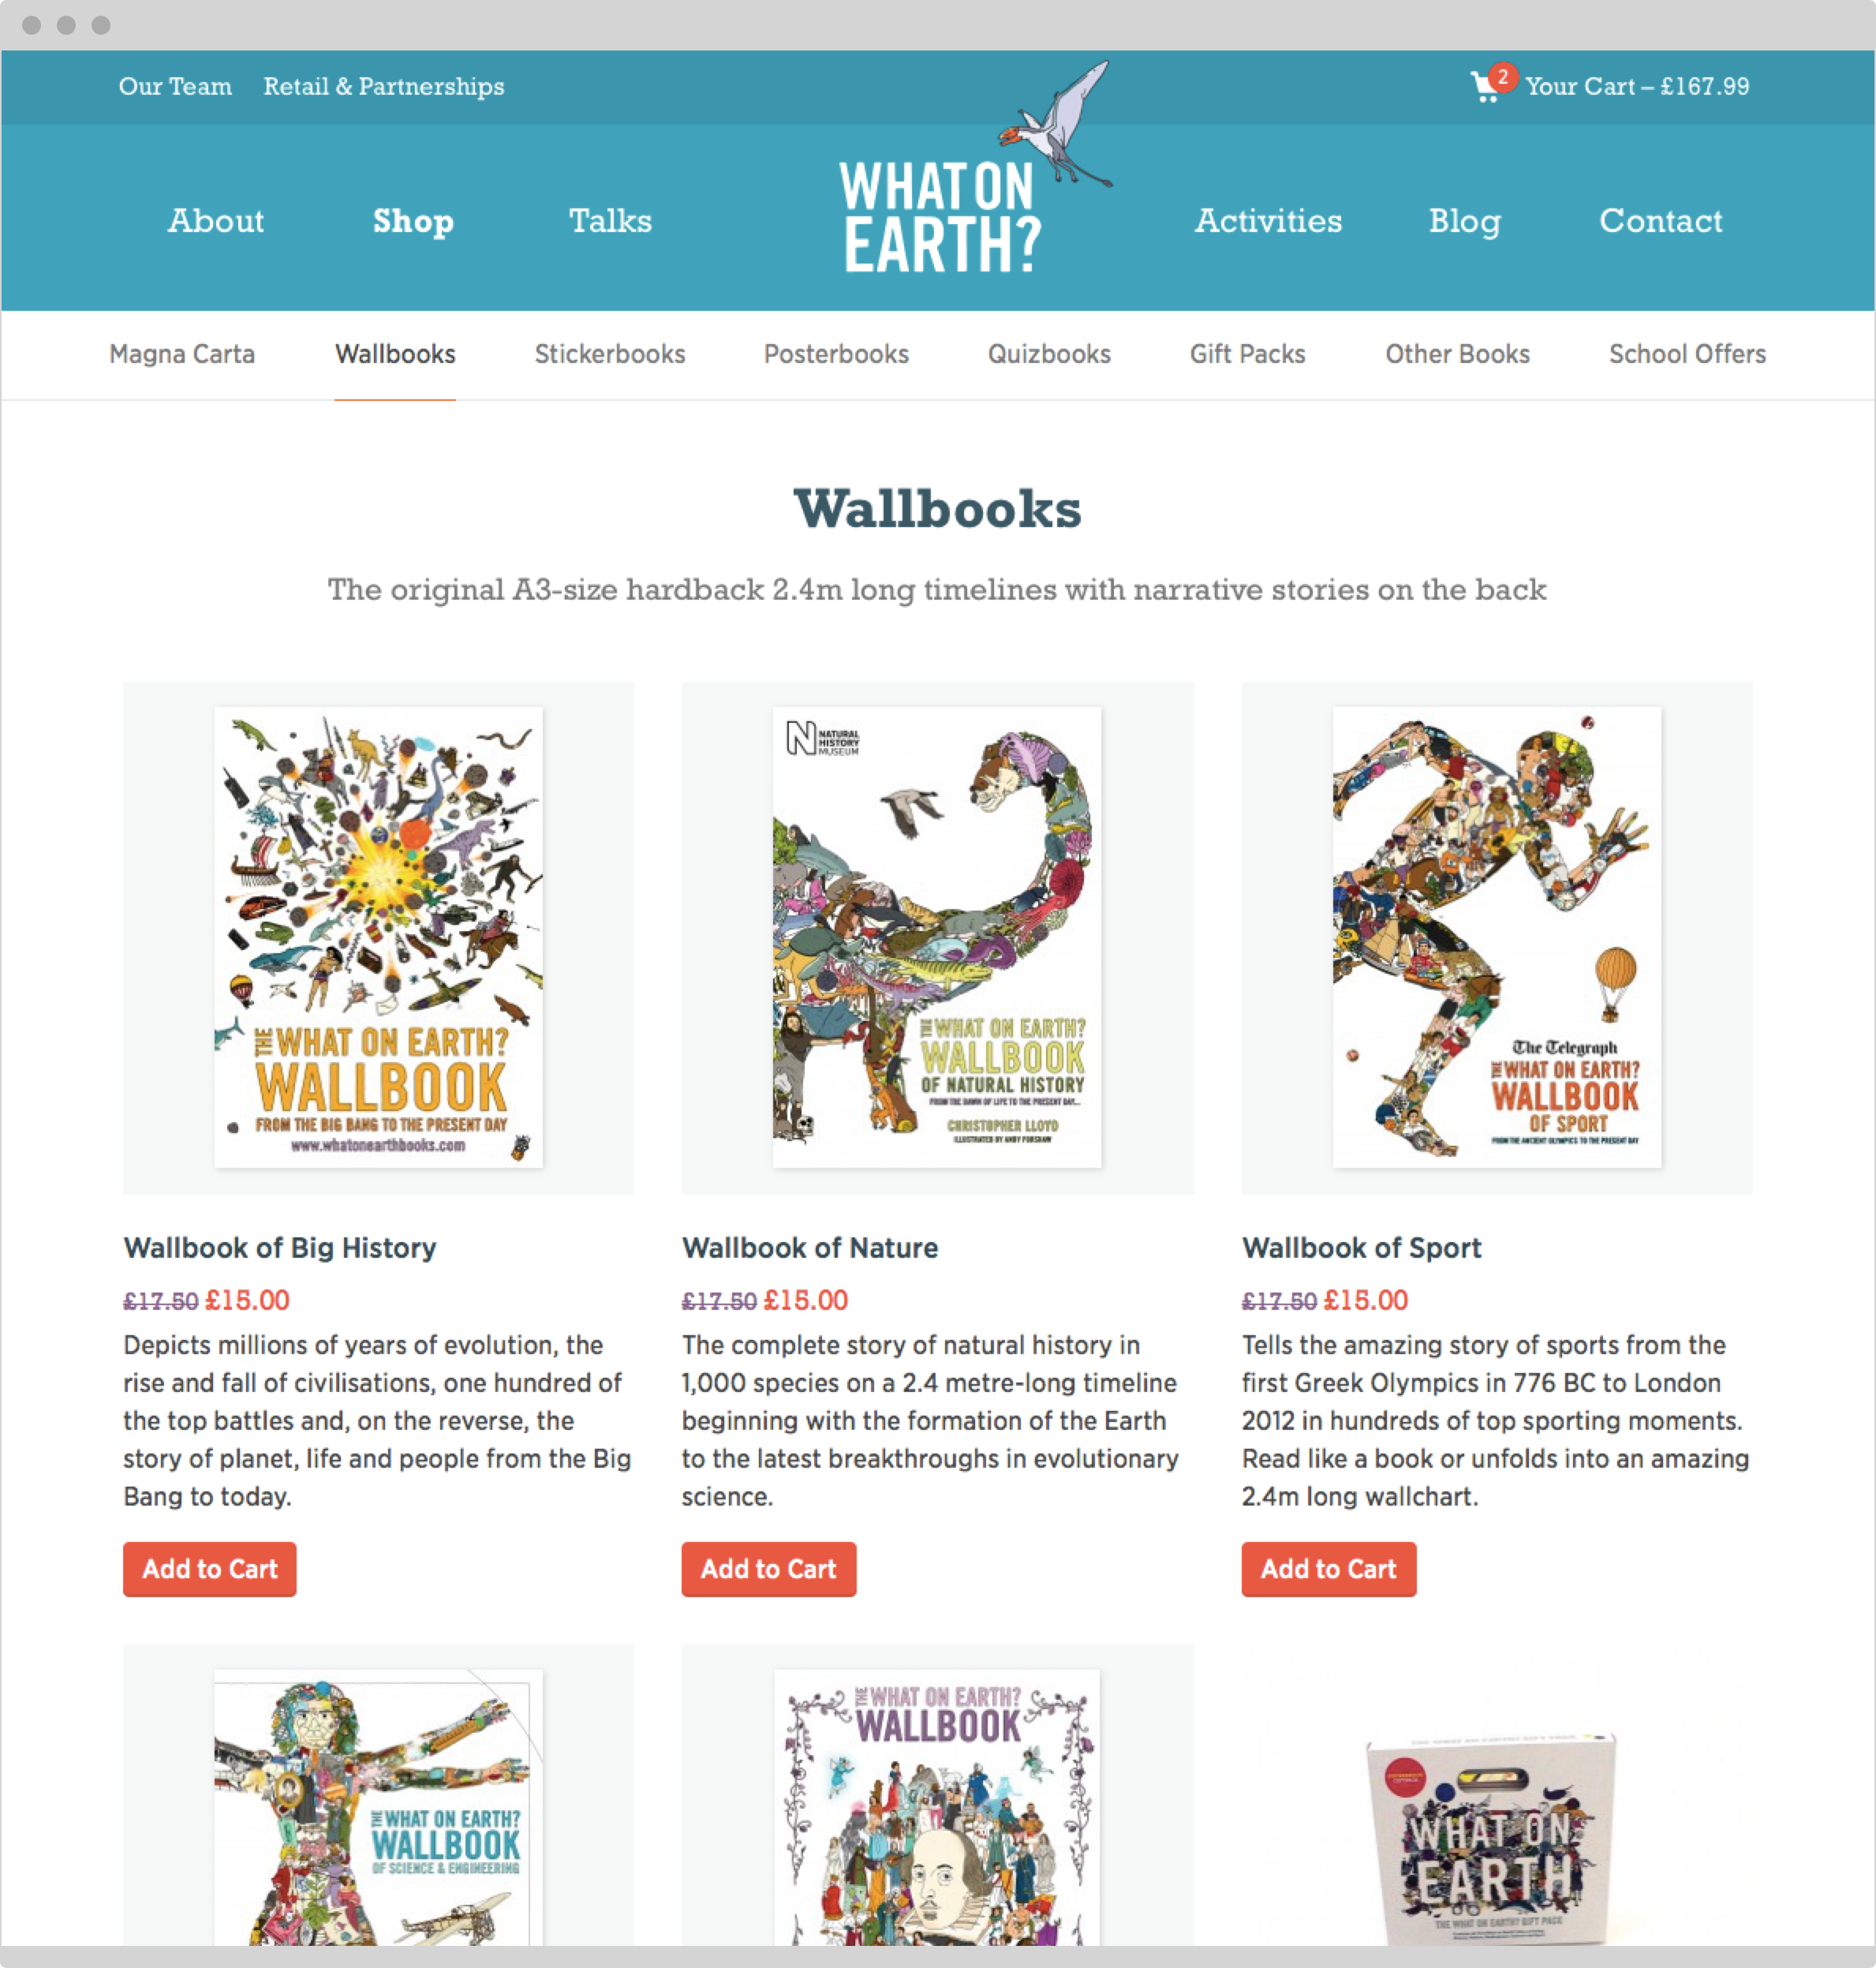 Our Team
Retail & Partnerships
2
Your Cart – £167.99
About
Shop
Talks
WHAT ON
EARTH?
Activities
Blog
Contact
Magna Carta
Wallbooks
Stickerbooks
Posterbooks
Quizbooks
Gift Packs
Other Books
School Offers
Wallbooks
The original A3-size hardback 2.4m long timelines with narrative stories on the back
THE WHAT ON EARTH?
WALLBOOK
FROM THE BIG BANG TO THE PRESENT DAY
www.whatonearthbooks.com
N NATURAL
HISTORY
MUSEUM
THE WHAT ON EARTH?
WALLBOOK
OF NATURAL HISTORY
FROM THE DAWN OF LIFE TO THE PRESENT DAY...
CHRISTOPHER LLOYD
ILLUSTRATED BY ANDY FORSHAW
The Telegraph
THE WHAT ON EARTH?
WALLBOOK
OF SPORT
FROM THE ANCIENT OLYMPICS TO THE PRESENT DAY
Wallbook of Big History
£17.50 £15.00
Depicts millions of years of evolution, the
rise and fall of civilisations, one hundred of
the top battles and, on the reverse, the
story of planet, life and people from the Big
Bang to today.
Add to Cart
Wallbook of Nature
£17.50 £15.00
The complete story of natural history in
1,000 species on a 2.4 metre-long timeline
beginning with the formation of the Earth
to the latest breakthroughs in evolutionary
science.
Add to Cart
Wallbook of Sport
£17.50 £15.00
Tells the amazing story of sports from the
first Greek Olympics in 776 BC to London
2012 in hundreds of top sporting moments.
Read like a book or unfolds into an amazing
2.4m long wallchart.
Add to Cart
THE WHAT ON EARTH?
WALLBOOK
OF SCIENCE & ENGINEERING
THE WHAT ON EARTH?
WALLBOOK
WHAT ON
EARTH
THE WHAT ON EARTH? GIFT PACK